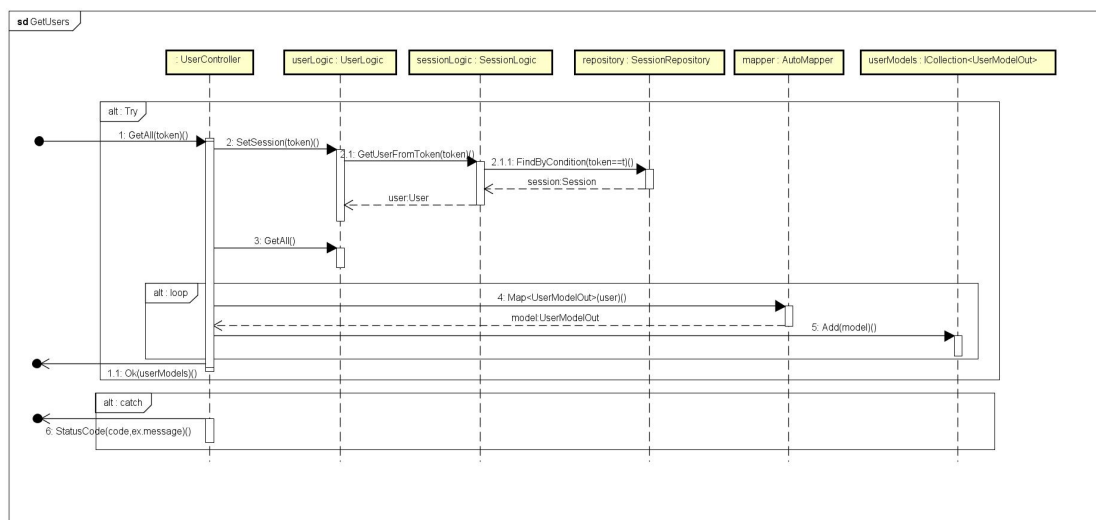 sd GetUsers
: UserController
userLogic : UserLogic
sessionLogic : SessionLogic
repository : SessionRepository
mapper : AutoMapper
userModels : ICollection<UserModelOut>
alt : Try
1: GetAll(token)()
2: SetSession(token)()
2.1: GetUserFromToken(token)()
2.1.1: FindByCondition(token==t)()
session:Session
user:User
3: GetAll()
alt : loop
4: Map<UserModelOut>(user)()
model:UserModelOut
5: Add(model)()
1.1: Ok(userModels)()
alt : catch
6: StatusCode(code,ex.message)()